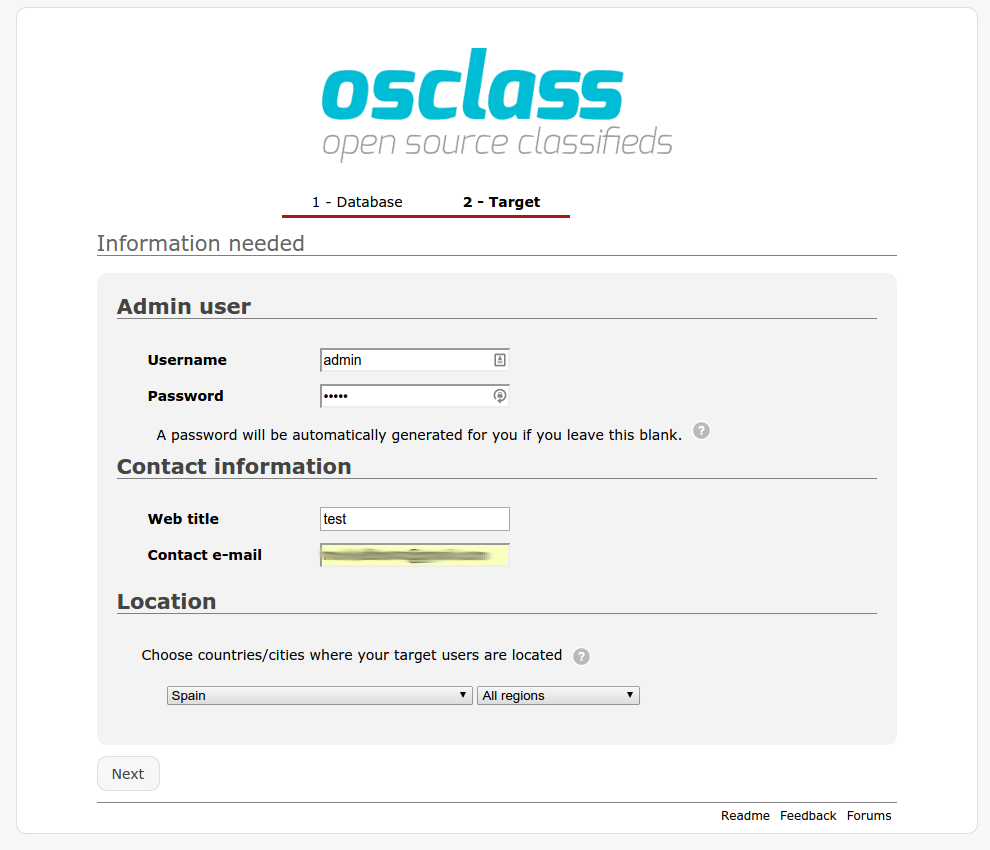 osclass
open source classifieds
1 - Database 2 - Target
Information needed
Admin user
Username admin
Password •••••
A password will be automatically generated for you if you leave this blank. ?
Contact information
Web title test
Contact e-mail
Location
Choose countries/cities where your target users are located ?
Spain All regions
Next
Readme Feedback Forums